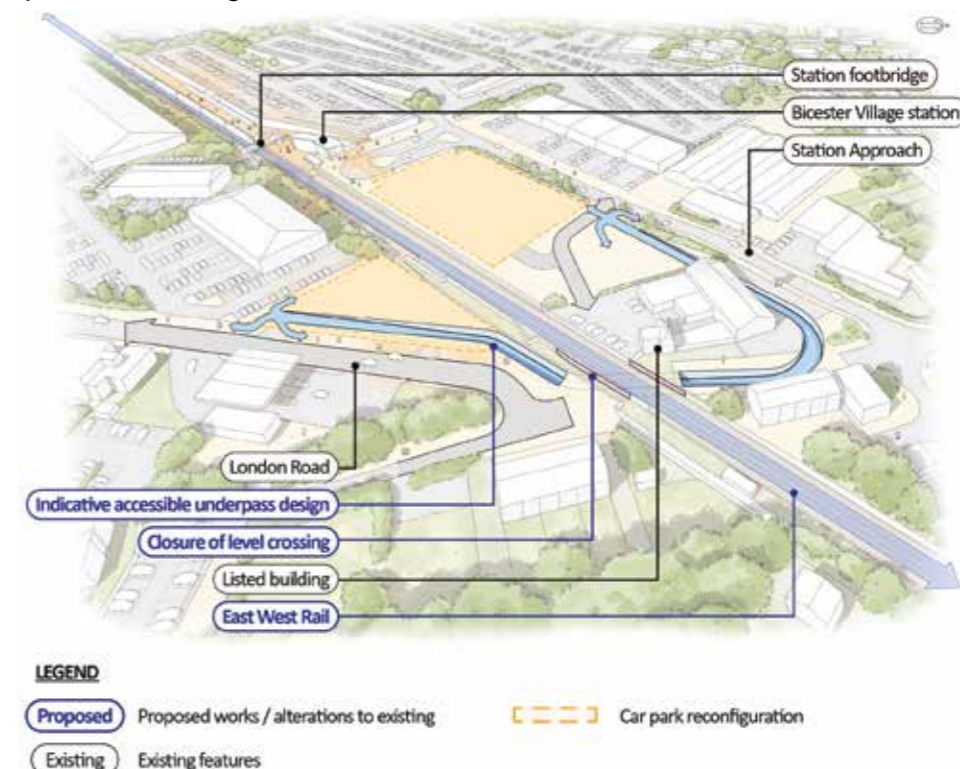 Station footbridge
Bicester Village station
Station Approach
London Road
Indicative accessible underpass design
Closure of level crossing
Listed building
East West Rail
LEGEND
Proposed Proposed works / alterations to existing
Car park reconfiguration
Existing Existing features